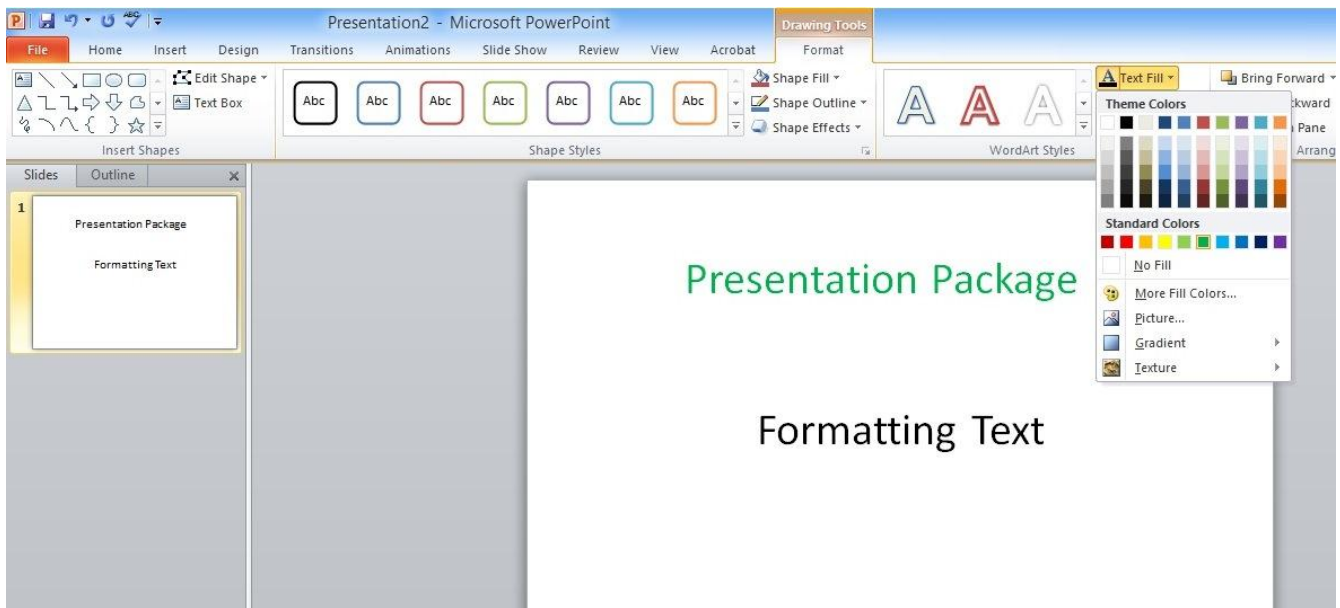 Presentation2 - Microsoft PowerPoint
Drawing Tools
File Home Insert Design Transitions Animations Slide Show Review View Acrobat Format
Edit Shape
Text Box
Insert Shapes
Abc Abc Abc Abc Abc Abc Abc
Shape Fill
Shape Outline
Shape Effects
Shape Styles
A A A
WordArt Styles
A Text Fill
Bring Forward
ckward
Pane
Arrang
Theme Colors
Standard Colors
No Fill
More Fill Colors...
Picture...
Gradient
Texture
Slides Outline
1
Presentation Package
Formatting Text
Presentation Package
Formatting Text